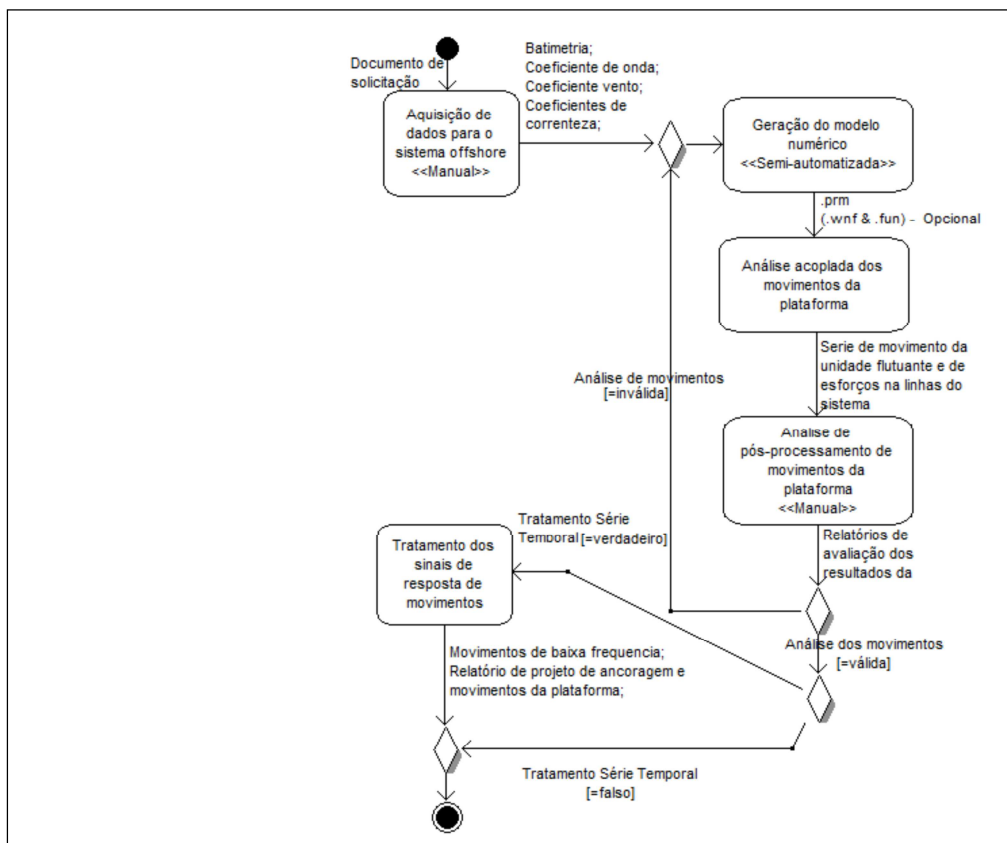 Documento de
solicitação
Aquisição de
dados para o
sistema offshore
<<Manual>>
Batimetria;
Coeficiente de onda;
Coeficiente vento;
Coeficientes de
correnteza;
Geração do modelo
numérico
<<Semi-automatizada>>
.prm
(.wnf & .fun) - Opcional
Análise acoplada dos
movimentos da
plataforma
Serie de movimento da
unidade flutuante e de
esforços na linhas do
sistema
Análise de movimentos
[=inválida]
Análise de
pós-processamento de
movimentos da
plataforma
<<Manual>>
Relatórios de
avaliação dos
resultados da
Tratamento Série
Temporal [=verdadeiro]
Tratamento dos
sinais de
resposta de
movimentos
Análise dos movimentos
[=válida]
Movimentos de baixa frequencia;
Relatório de projeto de ancoragem e
movimentos da plataforma;
Tratamento Série Temporal
[=falso]